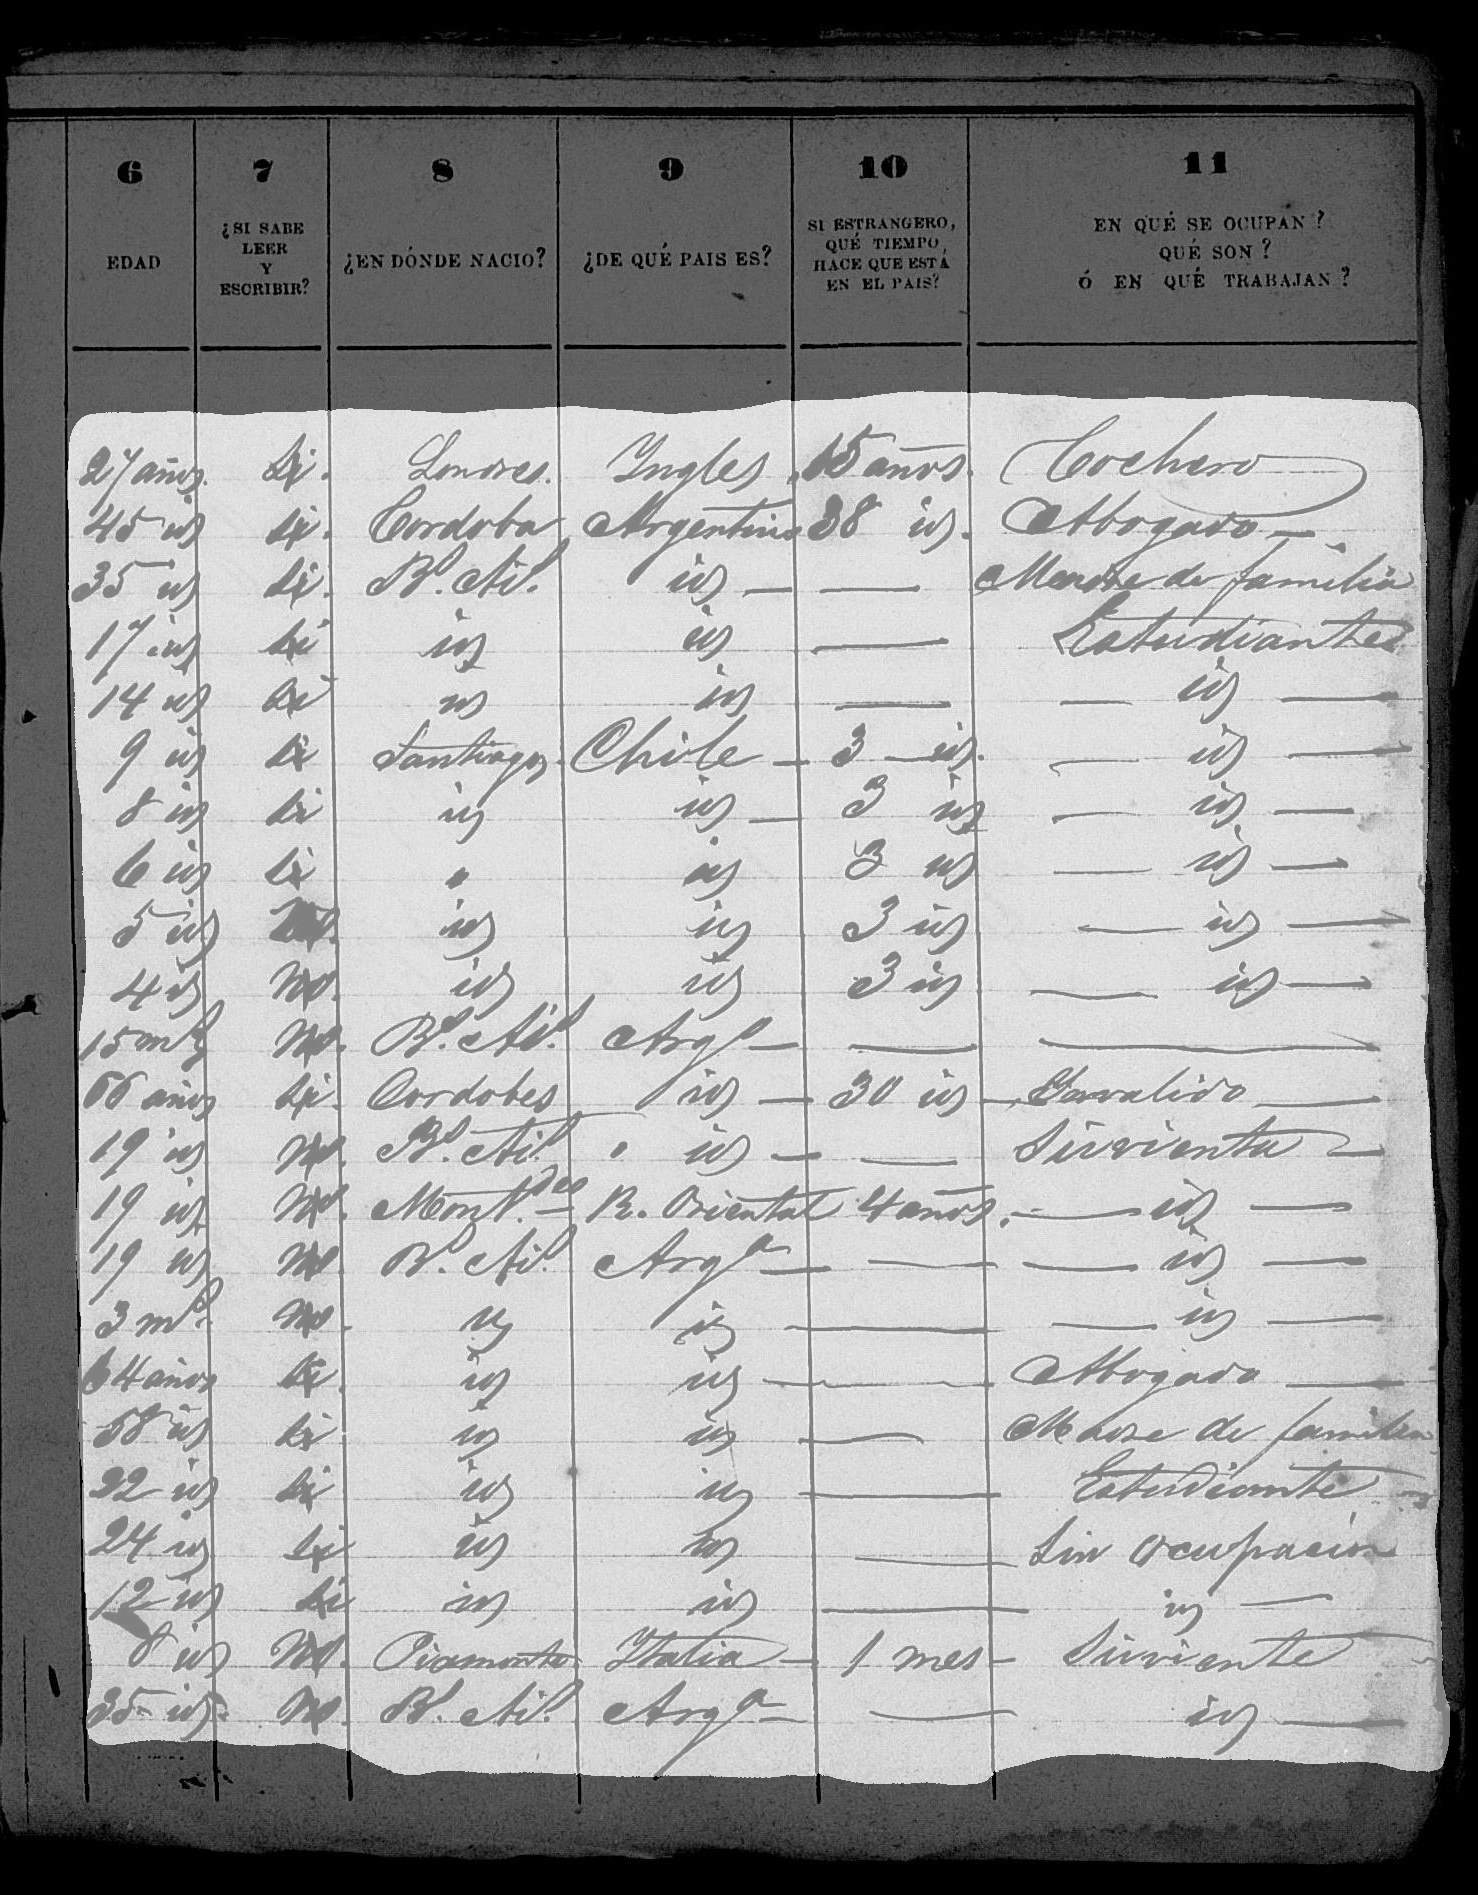 6 7 8 9 10 11
EDAD ¿SI SABE LEER Y ESCRIBIR? ¿EN DÓNDE NACIO? ¿DE QUÉ PAIS ES? SI ESTRANGERO, QUÉ TIEMPO, HACE QUE ESTÁ EN EL PAIS? EN QUÉ SE OCUPAN? QUÉ SON? Ó EN QUÉ TRABAJAN?
27 años Si. Londres. Ingles 15 años. Cochero
45 id Si. Cordoba Argentino 38 id. Abogado —
35 id Si. Bs. Ais. id — — Madre de familia
17 id Si id id — Estudiantes
14 id Si id id — — id —
9 id Si Santiago Chile — 3 — id. — id —
8 id Si id id — 3 id — id —
6 id Si " id 3 id — id —
5 id id id 3 id — id —
4 id No. id id 3 id — id —
15 ms No. Bs. Ais. Arga — — —
66 años Si. Cordobes id — 30 id — Invalido —
19 id No. Bs. Ais. " id — — Sirvienta —
19 id No. Montdeo — R. Oriental 4 años. — id —
19 id No Bs. Ais. Arga — — — id —
3 ms. No. id id — — id —
64 años Si. id id — Abogado —
58 id Si id id — Madre de familia
22 id Si id id — Estudiante —
24 id Si id id — Sin ocupacion
12 id Si id id — id —
8 id No. Piamonte Italia — 1 mes — Sirviente
35 id. No. Bs. Ais. Arga — — id —